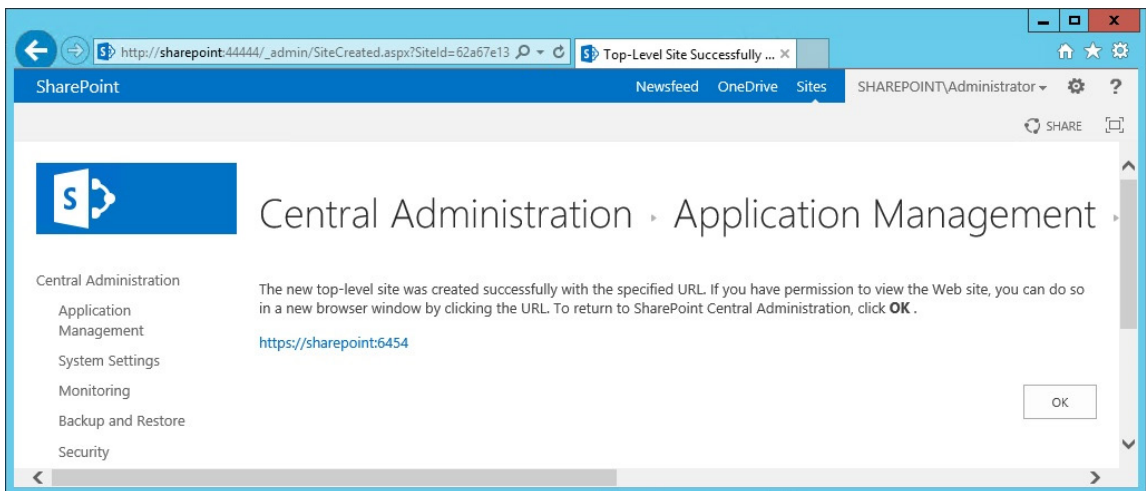 http://sharepoint:44444/_admin/SiteCreated.aspx?SiteId=62a67e13
Top-Level Site Successfully ...
SharePoint
Newsfeed OneDrive Sites SHAREPOINT\Administrator ?
SHARE
S
Central Administration Application Management
Central Administration
Application
Management
System Settings
Monitoring
Backup and Restore
Security
The new top-level site was created successfully with the specified URL. If you have permission to view the Web site, you can do so
in a new browser window by clicking the URL. To return to SharePoint Central Administration, click OK .
https://sharepoint:6454
OK